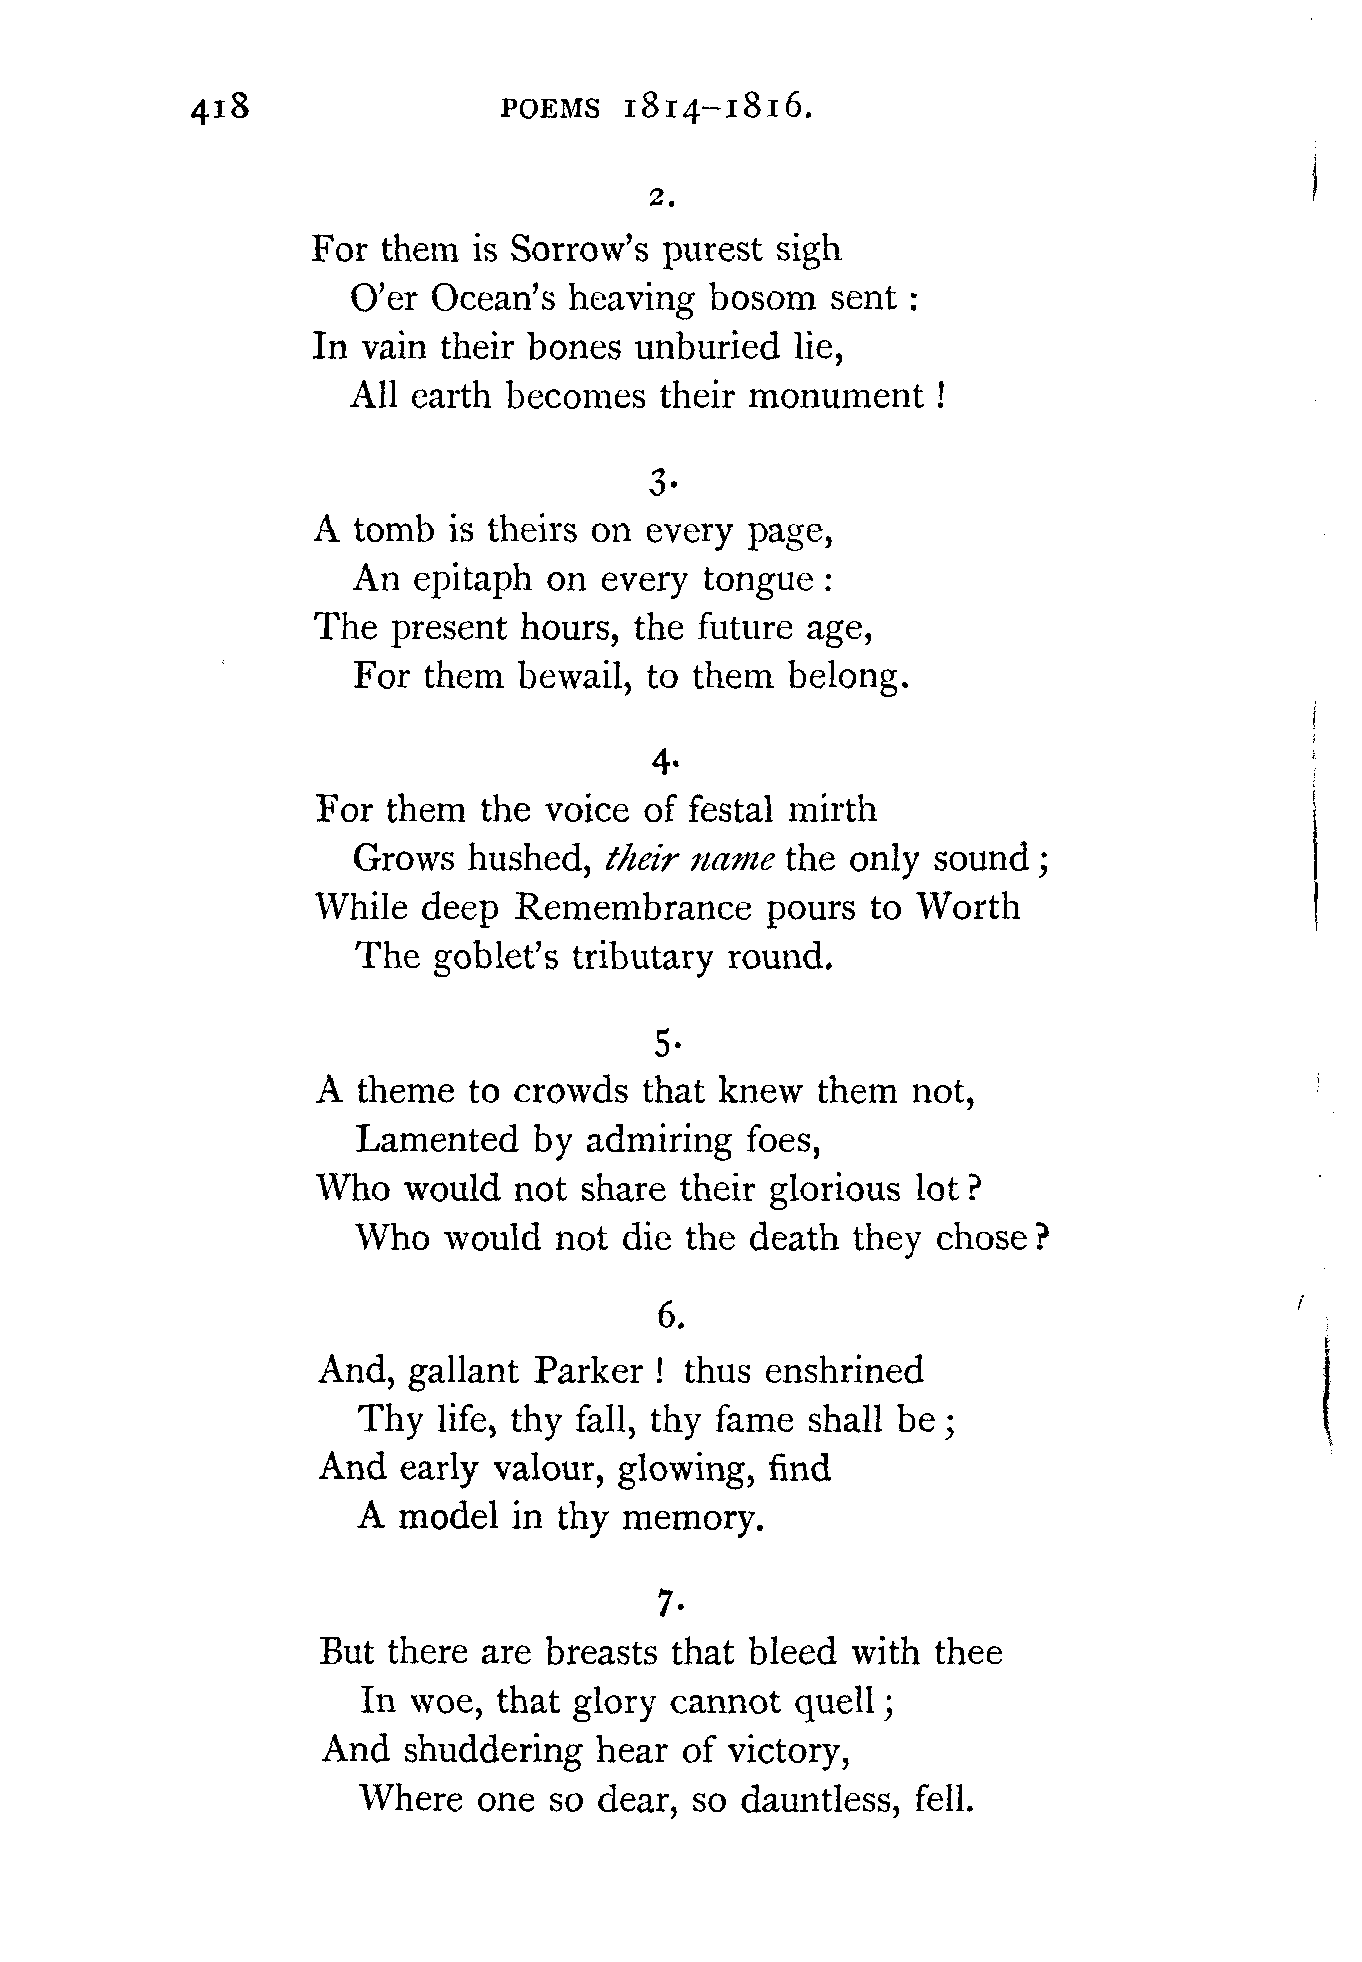 418 POEMS 1814–1816.
2.
For them is Sorrow's purest sigh
O'er Ocean's heaving bosom sent :
In vain their bones unburied lie,
All earth becomes their monument !
3.
A tomb is theirs on every page,
An epitaph on every tongue :
The present hours, the future age,
For them bewail, to them belong.
4.
For them the voice of festal mirth
Grows hushed, their name the only sound ;
While deep Remembrance pours to Worth
The goblet's tributary round.
5.
A theme to crowds that knew them not,
Lamented by admiring foes,
Who would not share their glorious lot ?
Who would not die the death they chose ?
6.
And, gallant Parker ! thus enshrined
Thy life, thy fall, thy fame shall be ;
And early valour, glowing, find
A model in thy memory.
7.
But there are breasts that bleed with thee
In woe, that glory cannot quell ;
And shuddering hear of victory,
Where one so dear, so dauntless, fell.